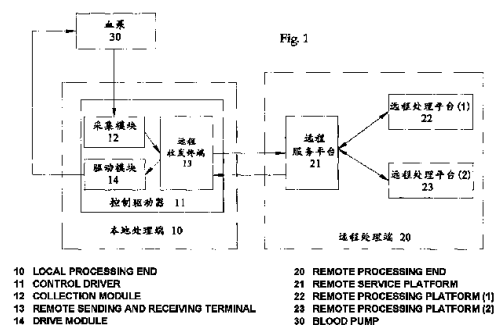 血泵
30
Fig. 1
采集模块
12
驱动模块
14
远程
收发终端
13
控制驱动器 11
本地处理端 10
远程
服务平台
21
远程处理平台(1)
22
远程处理平台(2)
23
远程处理端 20
10 LOCAL PROCESSING END
11 CONTROL DRIVER
12 COLLECTION MODULE
13 REMOTE SENDING AND RECEIVING TERMINAL
14 DRIVE MODULE
20 REMOTE PROCESSING END
21 REMOTE SERVICE PLATFORM
22 REMOTE PROCESSING PLATFORM (1)
23 REMOTE PROCESSING PLATFORM (2)
30 BLOOD PUMP